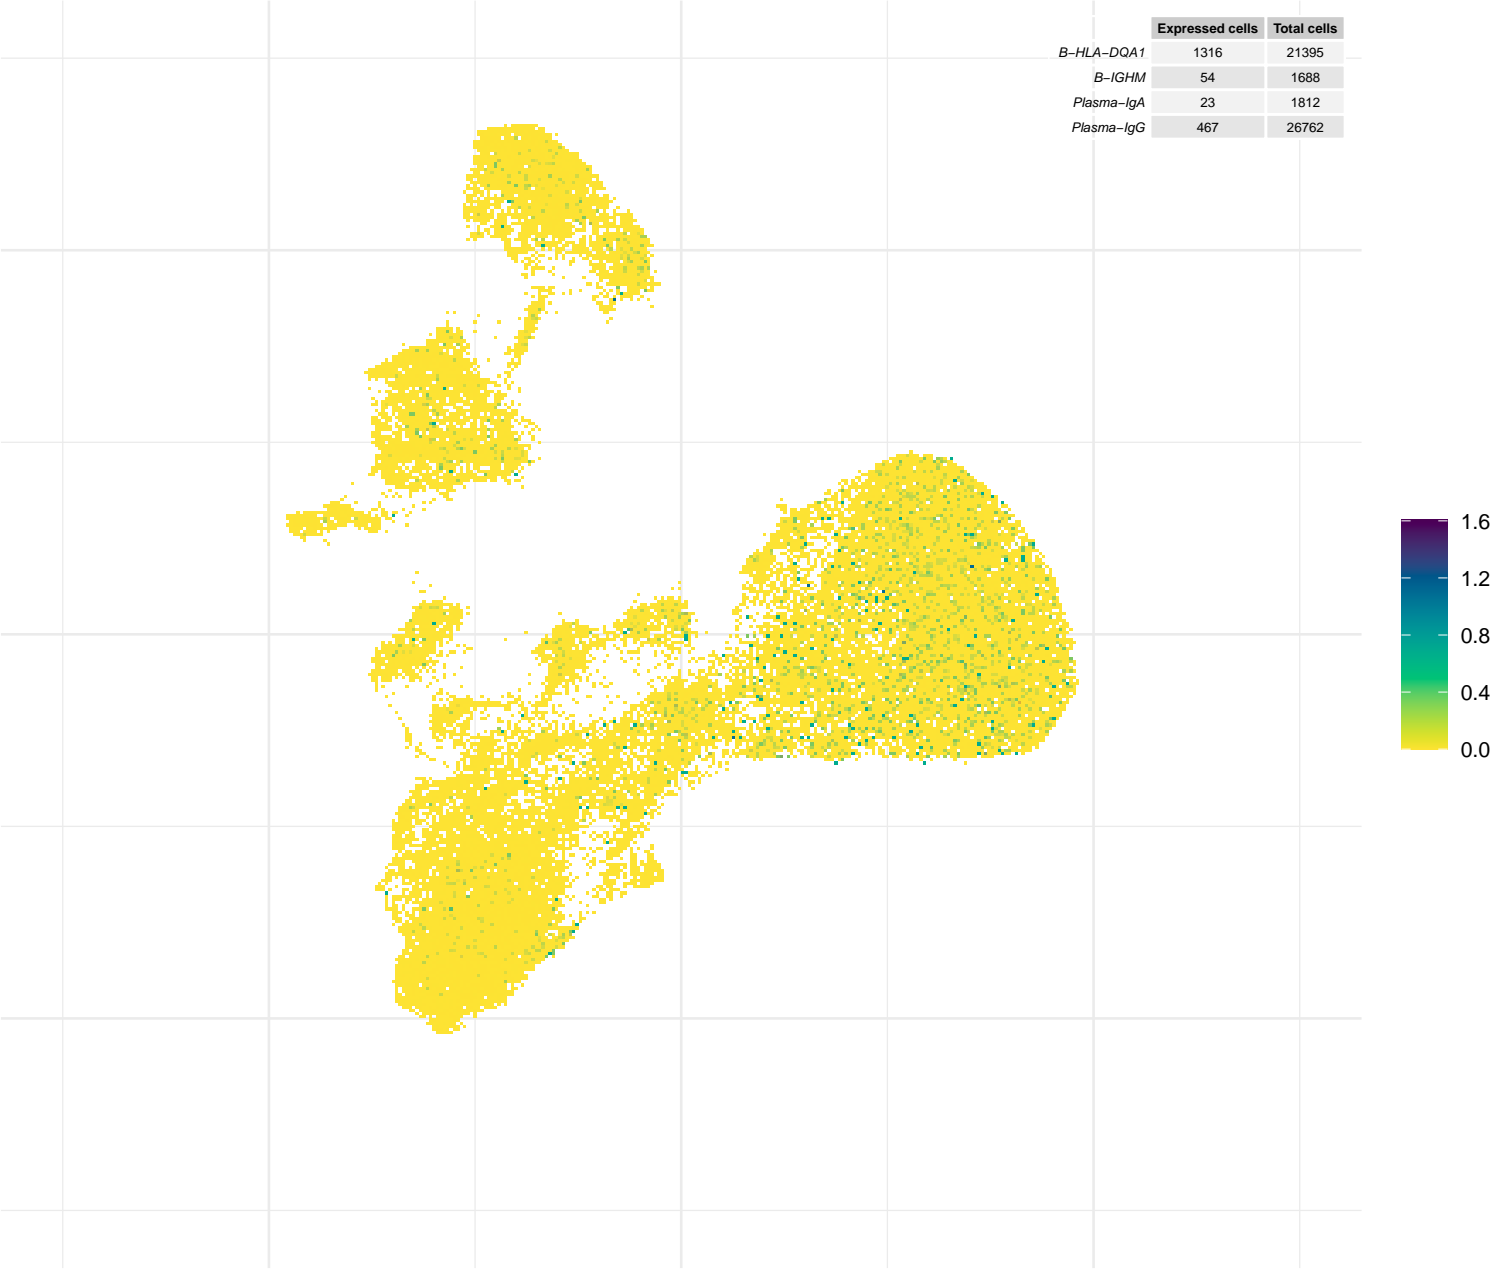 Expressed cells Total cells
B−HLA−DQA1 1316 21395
B−IGHM 54 1688
Plasma−IgA 23 1812
Plasma−IgG 467 26762
1.6
1.2
0.8
0.4
0.0